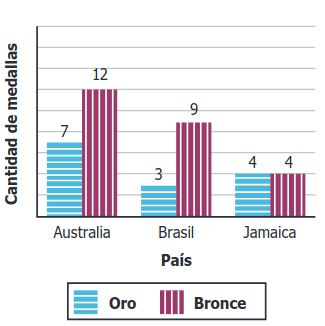 Cantidad de medallas
12
7
3
9
4
4
Australia
Brasil
Jamaica
País
Oro
Bronce